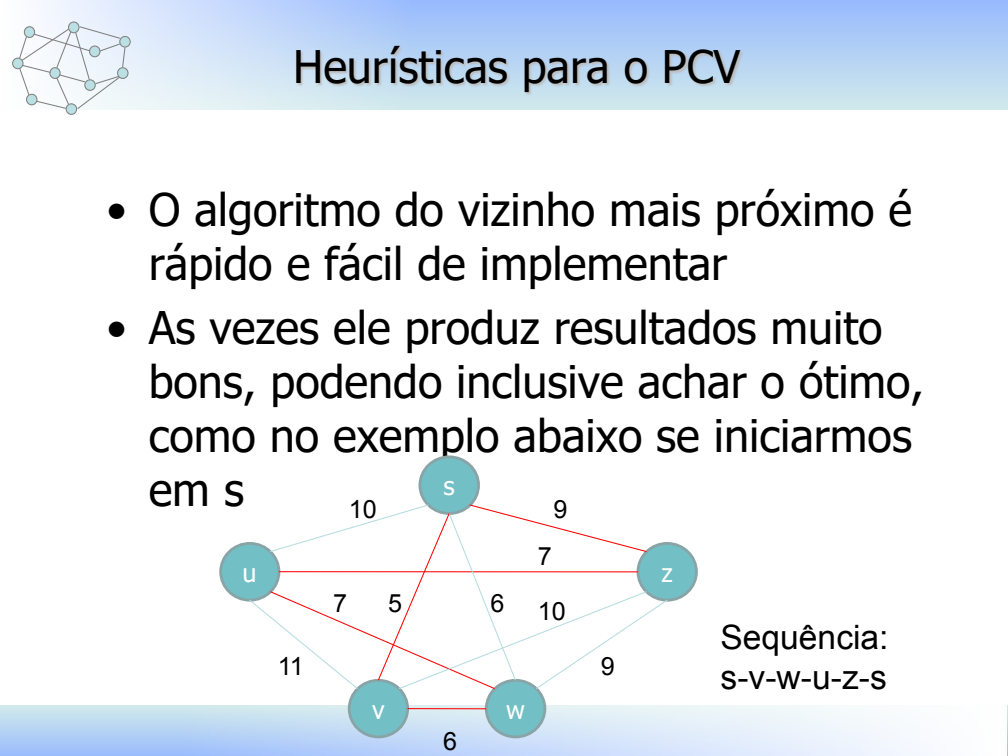 Heurísticas para o PCV
• O algoritmo do vizinho mais próximo é
rápido e fácil de implementar
• As vezes ele produz resultados muito
bons, podendo inclusive achar o ótimo,
como no exemplo abaixo se iniciarmos
em s
s
10
9
7
u
z
7
5
6
10
Sequência:
s-v-w-u-z-s
11
9
v
w
6